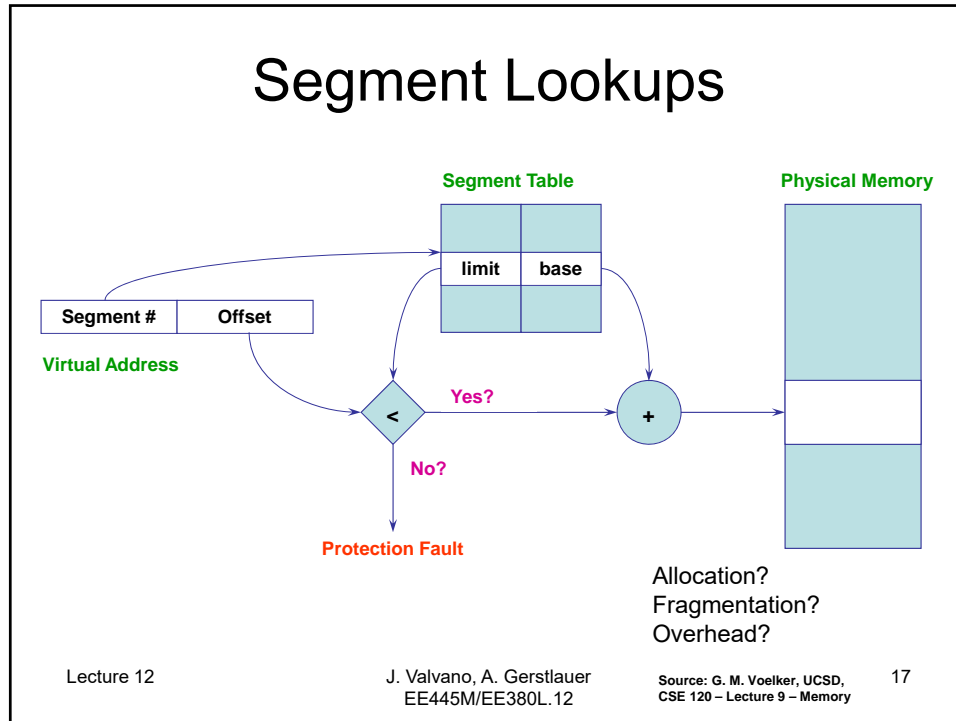 Segment Lookups
Segment Table
Physical Memory
limit base
Segment # Offset
Virtual Address
<
Yes?
+
No?
Protection Fault
Allocation?
Fragmentation?
Overhead?
Lecture 12
J. Valvano, A. Gerstlauer
EE445M/EE380L.12
Source: G. M. Voelker, UCSD,
CSE 120 – Lecture 9 – Memory
17